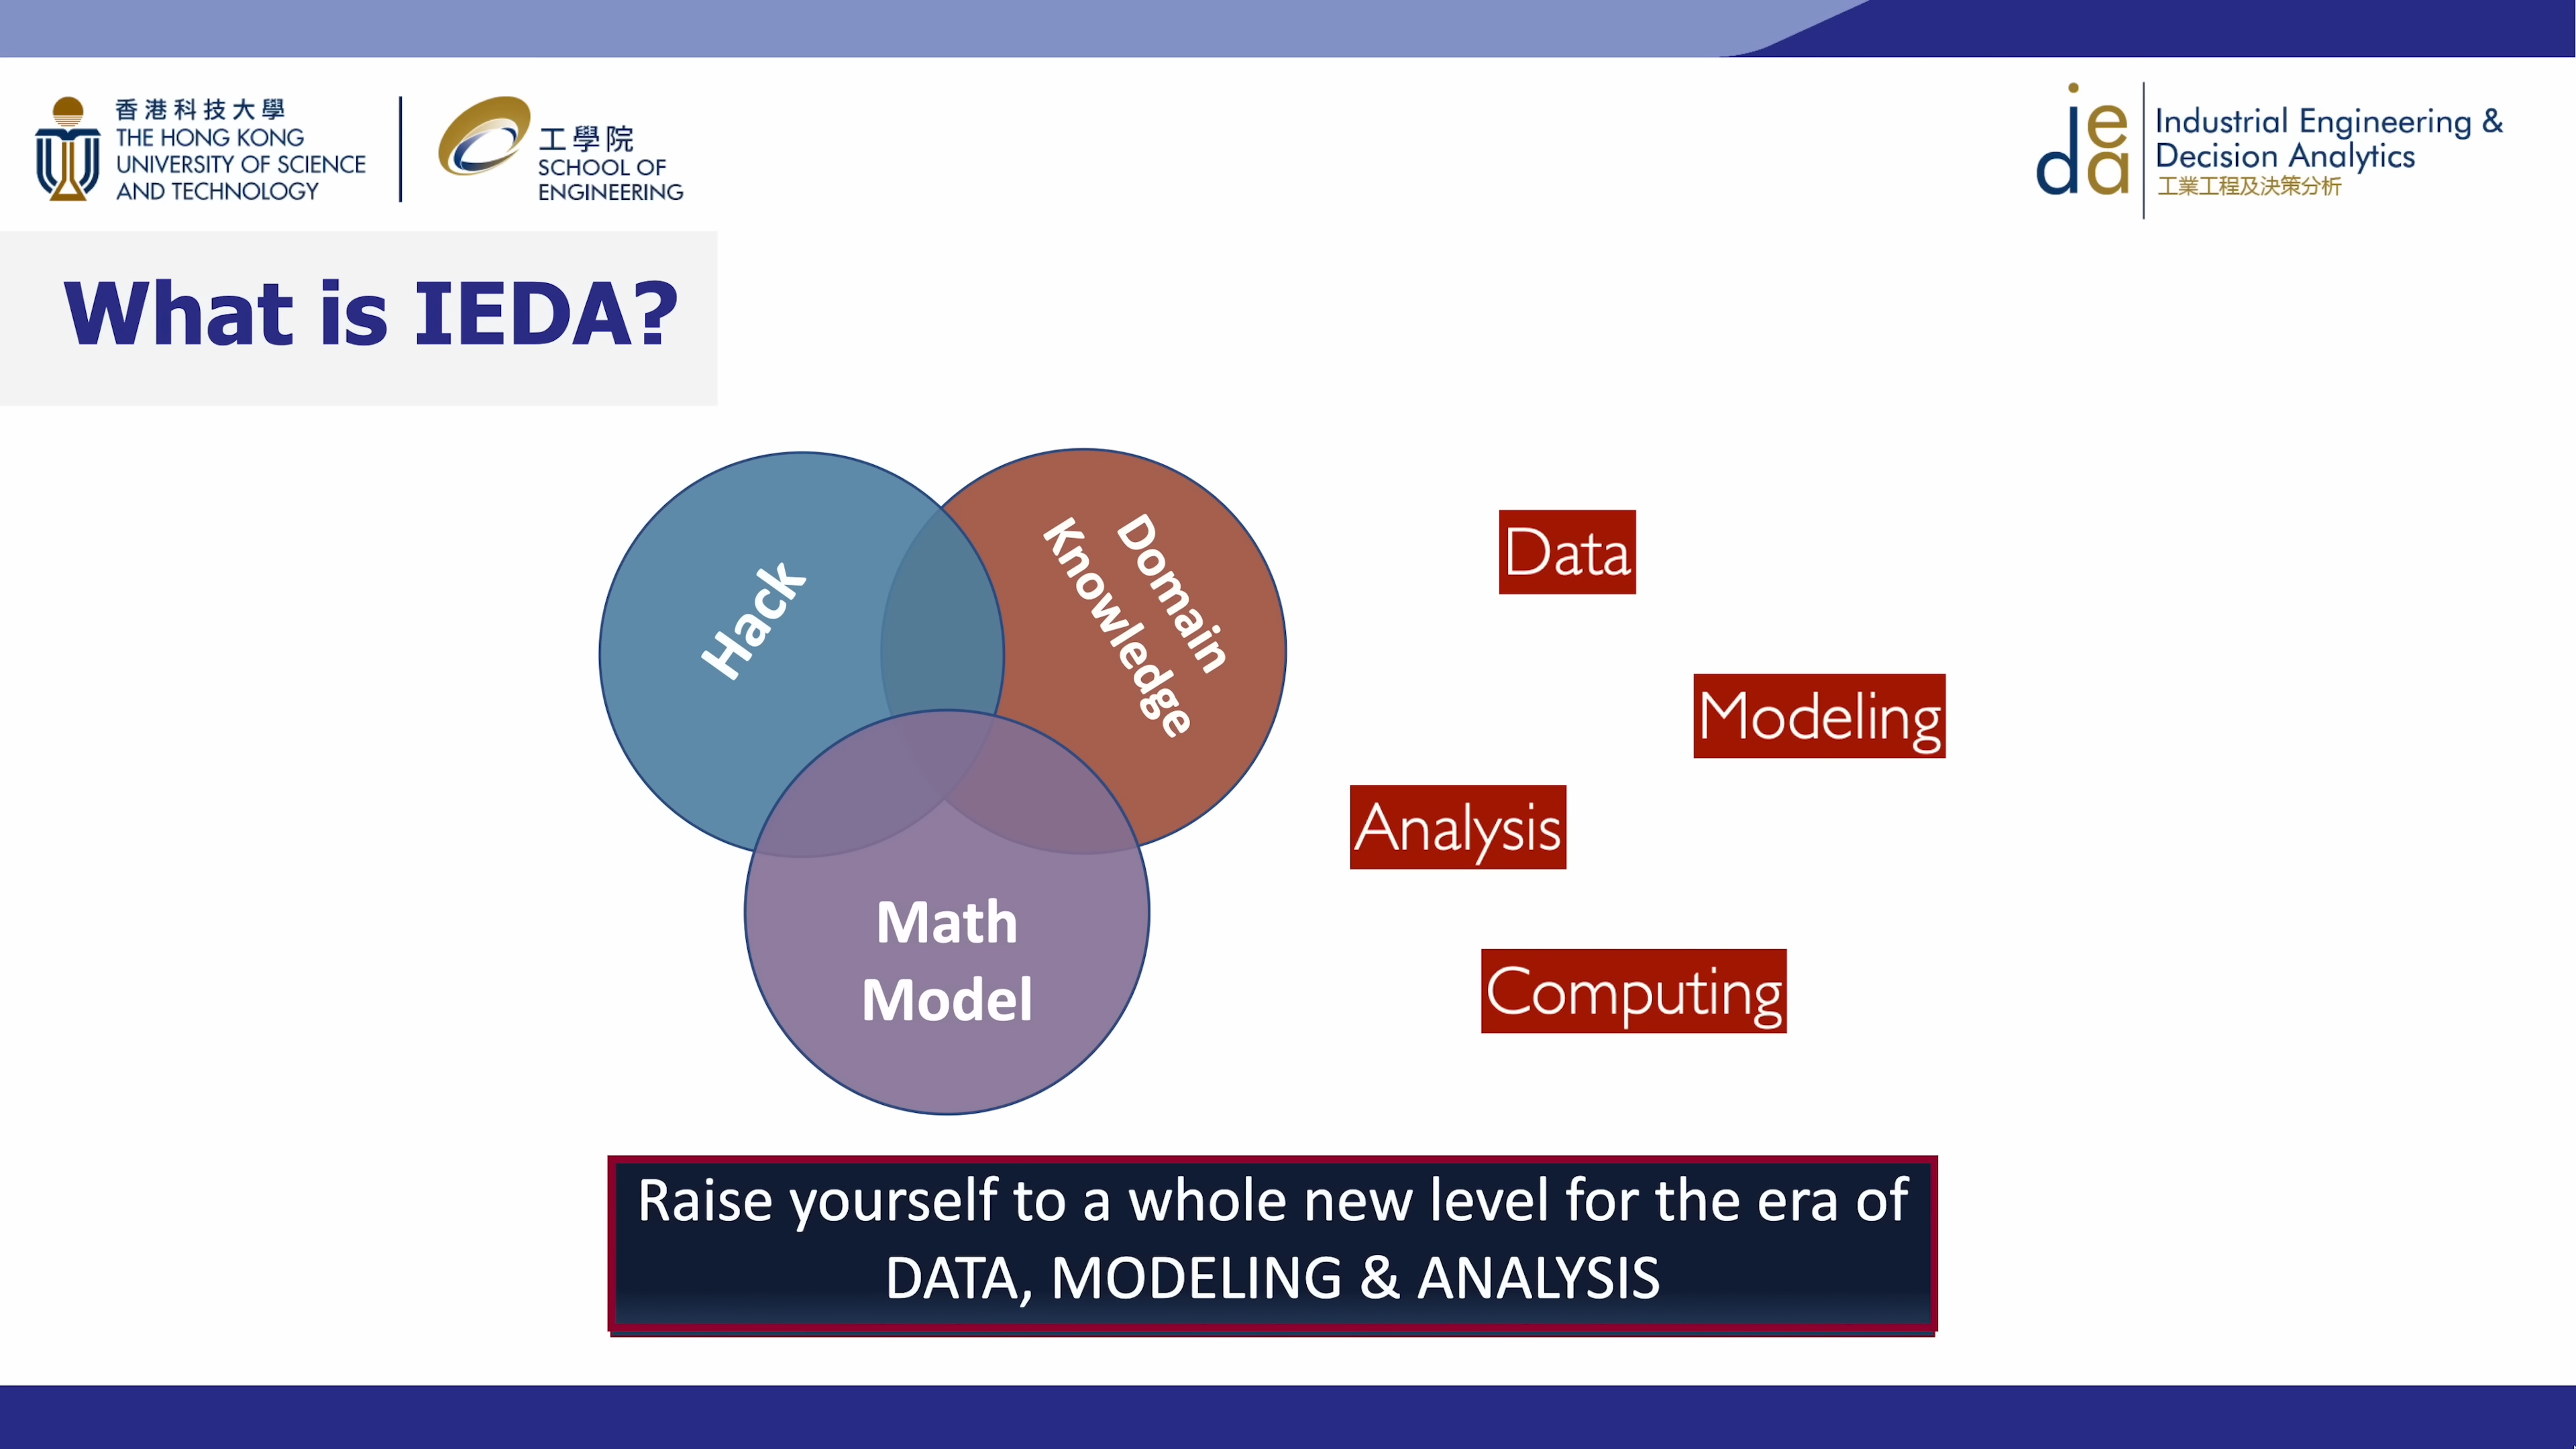 香港科技大學
THE HONG KONG
UNIVERSITY OF SCIENCE
AND TECHNOLOGY
工學院
SCHOOL OF
ENGINEERING
ieda
Industrial Engineering &
Decision Analytics
工業工程及決策分析
What is IEDA?
Hack
Domain
Knowledge
Math
Model
Data
Modeling
Analysis
Computing
Raise yourself to a whole new level for the era of
DATA, MODELING & ANALYSIS